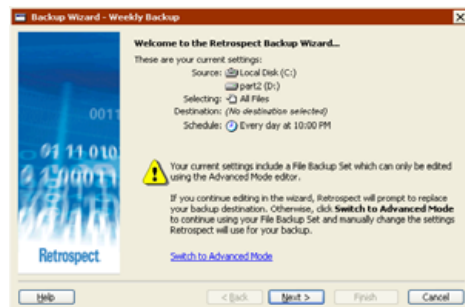 Backup Wizard - Weekly Backup
Welcome to the Retrospect Backup Wizard...
These are your current settings:
Source: Local Disk (C:)
part2 (D:)
Selecting: All Files
Destination: (No destination selected)
Schedule: Every day at 10:00 PM
Your current settings include a File Backup Set which can only be edited
using the Advanced Mode editor.
If you continue editing in the wizard, Retrospect will prompt to replace
your backup destination. Otherwise, click Switch to Advanced Mode
to continue using your File Backup Set and manually change the settings
Retrospect will use for your backup.
Switch to Advanced Mode
Retrospect
Help
< Back
Next >
Finish
Cancel